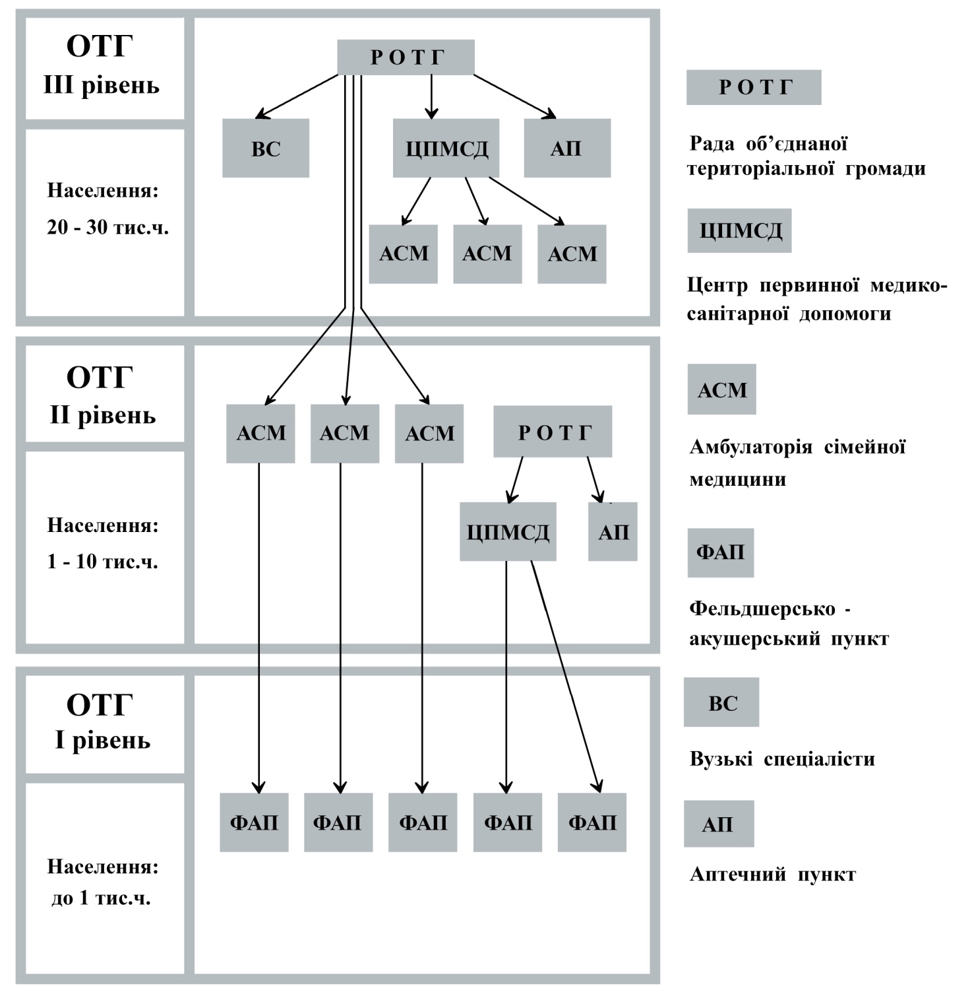 ОТГ
III рівень
Населення:
20 - 30 тис.ч.
Р О Т Г
ВС
ЦПМСД
АП
АСМ
АСМ
АСМ
ОТГ
II рівень
Населення:
1 - 10 тис.ч.
АСМ
АСМ
АСМ
Р О Т Г
ЦПМСД
АП
ОТГ
I рівень
Населення:
до 1 тис.ч.
ФАП
ФАП
ФАП
ФАП
ФАП
Р О Т Г
Рада об’єднаної
територіальної громади
ЦПМСД
Центр первинної медико-
санітарної допомоги
АСМ
Амбулаторія сімейної
медицини
ФАП
Фельдшерсько -
акушерський пункт
ВС
Вузькі спеціалісти
АП
Аптечний пункт